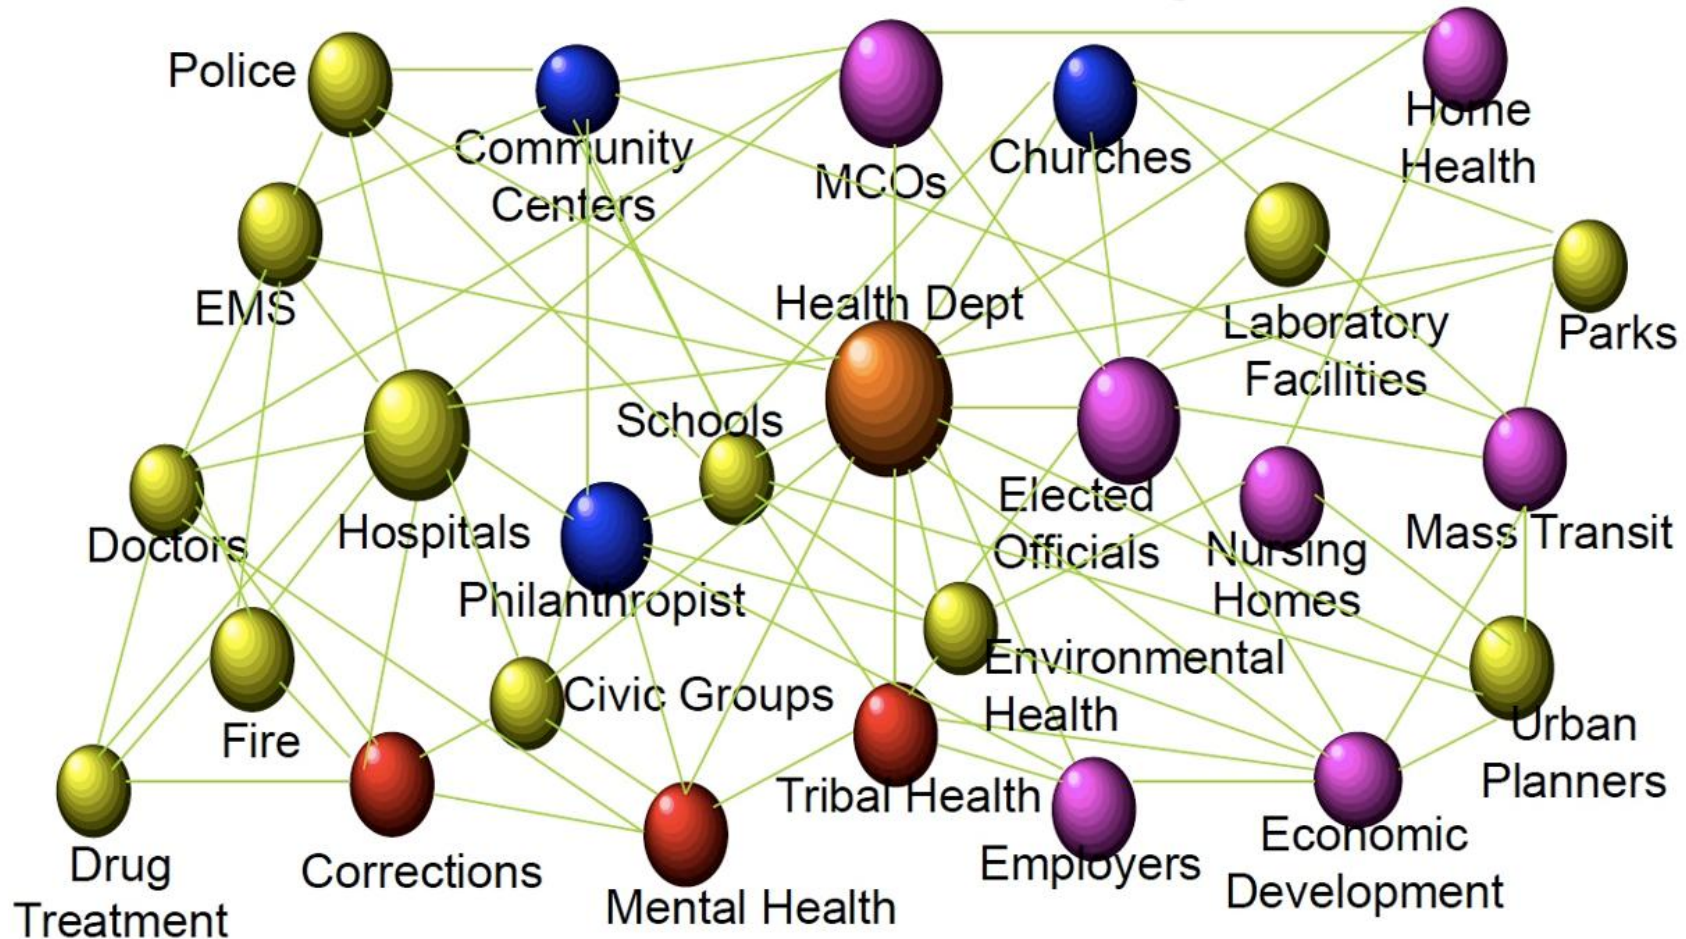 Police
Community
Centers
MCOs
Churches
Home
Health
EMS
Health Dept
Laboratory
Facilities
Parks
Schools
Doctors
Hospitals
Philanthropist
Elected
Officials
Nursing
Homes
Mass Transit
Fire
Civic Groups
Environmental
Health
Urban
Planners
Drug
Treatment
Corrections
Mental Health
Tribal Health
Employers
Economic
Development